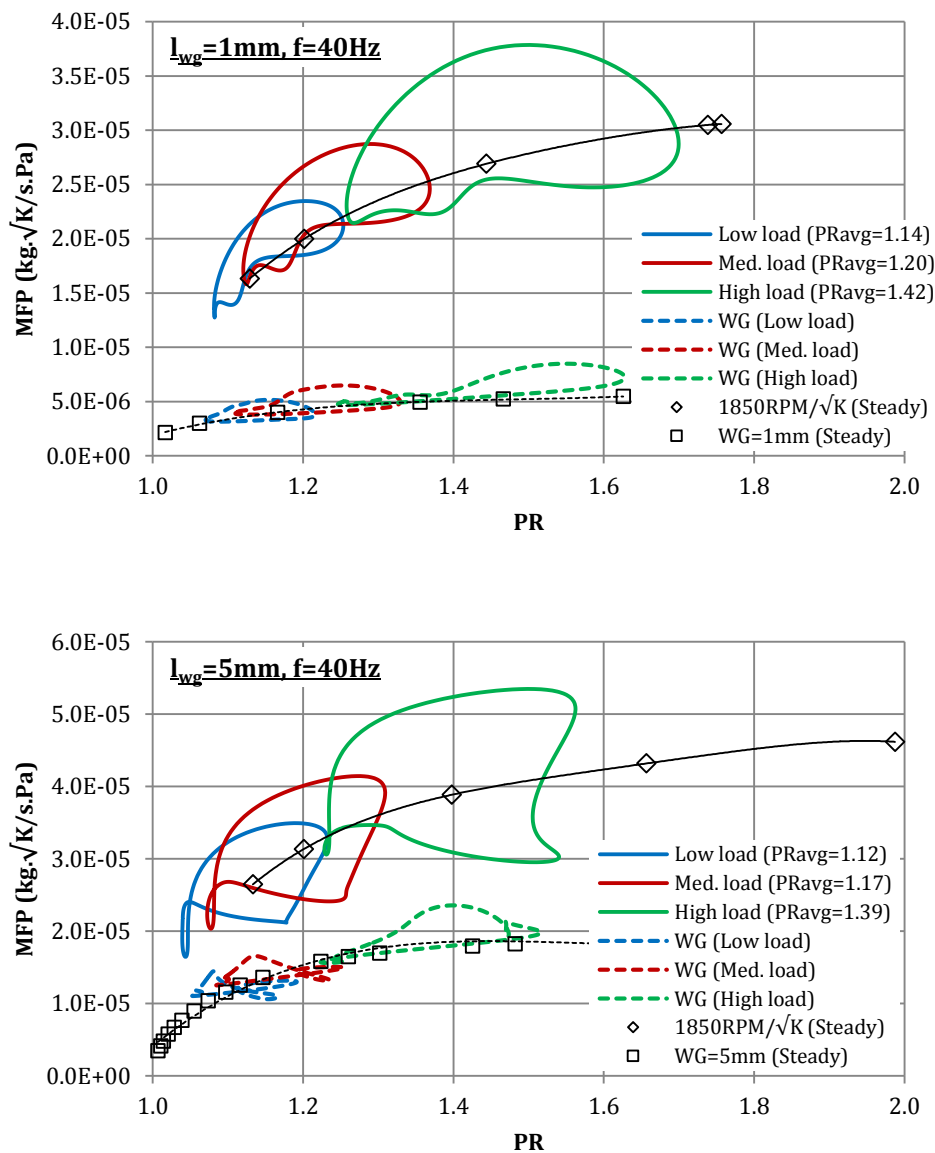 4.0E-05
l_wg=1mm, f=40Hz
3.5E-05
3.0E-05
2.5E-05
2.0E-05
1.5E-05
1.0E-05
5.0E-06
0.0E+00
MFP (kg.√K/s.Pa)
Low load (PRavg=1.14)
Med. load (PRavg=1.20)
High load (PRavg=1.42)
WG (Low load)
WG (Med. load)
WG (High load)
1850RPM/√K (Steady)
WG=1mm (Steady)
1.0 1.2 1.4 1.6 1.8 2.0
PR
6.0E-05
l_wg=5mm, f=40Hz
5.0E-05
4.0E-05
3.0E-05
2.0E-05
1.0E-05
0.0E+00
MFP (kg.√K/s.Pa)
Low load (PRavg=1.12)
Med. load (PRavg=1.17)
High load (PRavg=1.39)
WG (Low load)
WG (Med. load)
WG (High load)
1850RPM/√K (Steady)
WG=5mm (Steady)
1.0 1.2 1.4 1.6 1.8 2.0
PR